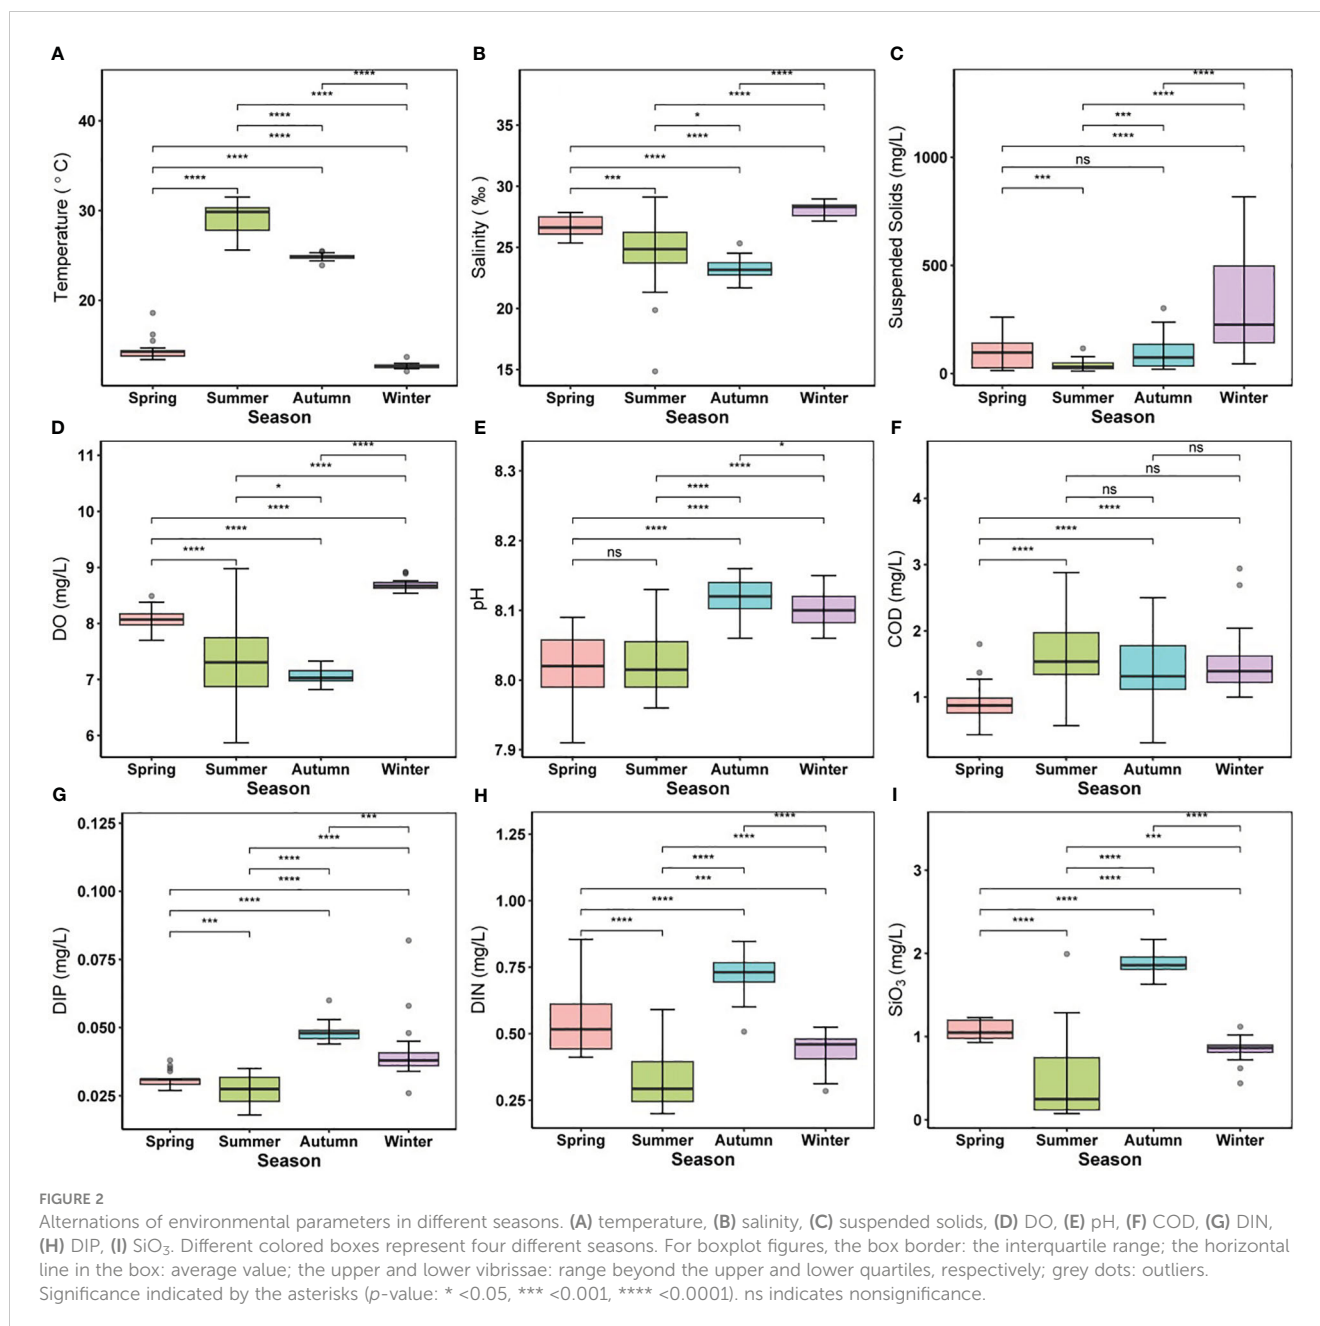 A
B
C
****
****
****
****
****
****
40
30
20
Temperature ( ° C)
Spring Summer Autumn Winter
Season
****
****
*
****
****
***
35
30
25
20
15
Salinity ( ‰ )
Spring Summer Autumn Winter
Season
****
****
***
****
ns
***
1000
500
0
Suspended Solids (mg/L)
Spring Summer Autumn Winter
Season
D
E
F
****
****
*
****
****
****
11
10
9
8
7
6
DO (mg/L)
Spring Summer Autumn Winter
Season
*
****
****
****
****
ns
8.3
8.2
8.1
8.0
7.9
pH
Spring Summer Autumn Winter
Season
ns
ns
ns
****
****
****
4
3
2
1
COD (mg/L)
Spring Summer Autumn Winter
Season
G
H
I
***
****
****
****
****
***
0.125
0.100
0.075
0.050
0.025
DIP (mg/L)
Spring Summer Autumn Winter
Season
****
****
****
***
****
****
1.25
1.00
0.75
0.50
0.25
DIN (mg/L)
Spring Summer Autumn Winter
Season
****
***
****
****
****
****
3
2
1
0
SiO3 (mg/L)
Spring Summer Autumn Winter
Season
FIGURE 2
Alternations of environmental parameters in different seasons. (A) temperature, (B) salinity, (C) suspended solids, (D) DO, (E) pH, (F) COD, (G) DIN,
(H) DIP, (I) SiO3. Different colored boxes represent four different seasons. For boxplot figures, the box border: the interquartile range; the horizontal
line in the box: average value; the upper and lower vibrissae: range beyond the upper and lower quartiles, respectively; grey dots: outliers.
Significance indicated by the asterisks (p-value: * <0.05, *** <0.001, **** <0.0001). ns indicates nonsignificance.